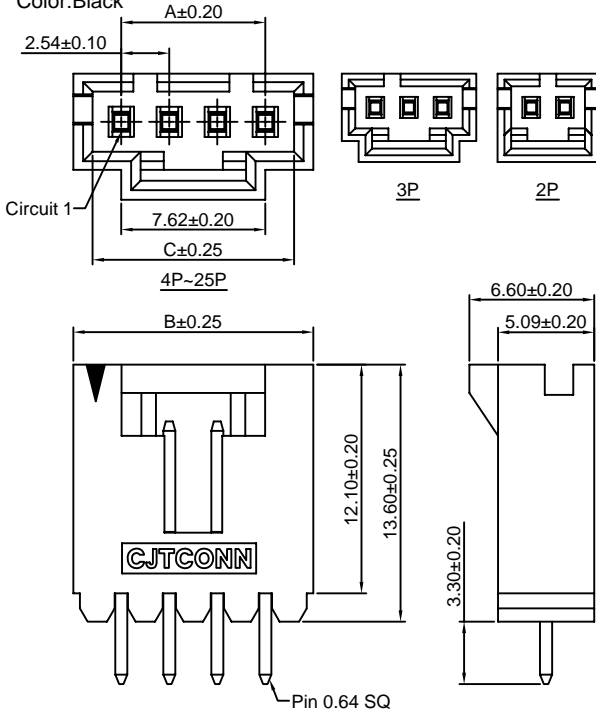 Color:Black
A±0.20
2.54±0.10
Circuit 1
7.62±0.20
C±0.25
4P~25P
3P
2P
6.60±0.20
5.09±0.20
B±0.25
12.10±0.20
13.60±0.25
3.30±0.20
CJTCONN
Pin 0.64 SQ